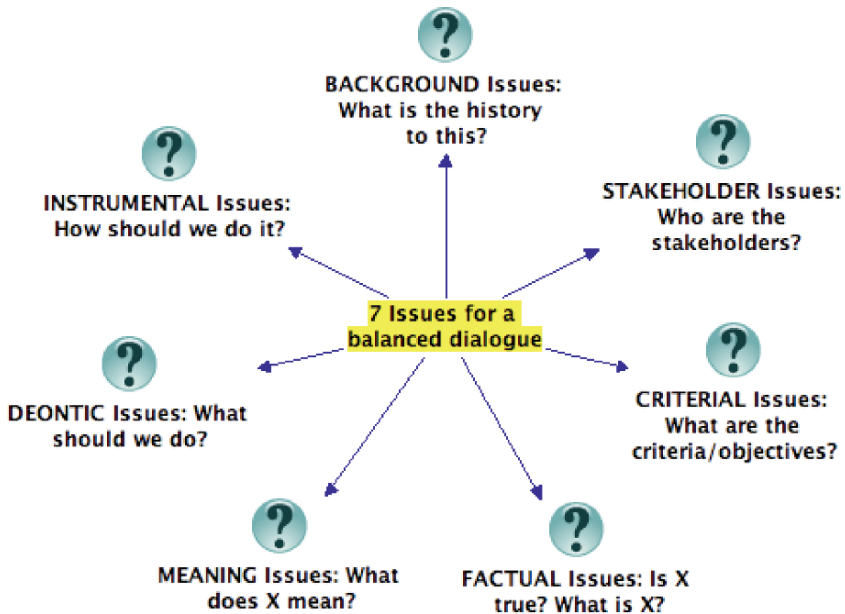 BACKGROUND Issues:
What is the history
to this?
STAKEHOLDER Issues:
Who are the
stakeholders?
CRITERIAL Issues:
What are the
criteria/objectives?
FACTUAL Issues: Is X
true? What is X?
MEANING Issues: What
does X mean?
DEONTIC Issues: What
should we do?
INSTRUMENTAL Issues:
How should we do it?
7 Issues for a
balanced dialogue